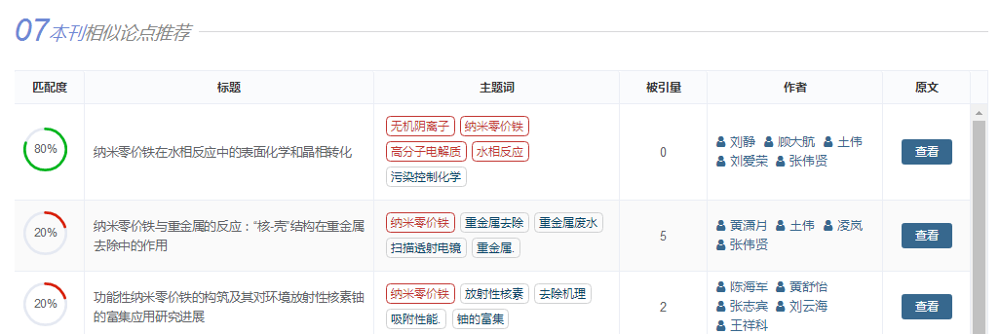 07本刊相似论点推荐
匹配度 标题 主题词 被引量 作者 原文
80% 纳米零价铁在水相反应中的表面化学和晶相转化 无机阴离子 纳米零价铁 高分子电解质 水相反应 污染控制化学 0 刘静 顾大航 王伟 刘爱荣 张伟贤 查看
20% 纳米零价铁与重金属的反应：“核-壳”结构在重金属
去除中的作用 纳米零价铁 重金属去除 重金属废水 扫描透射电镜 重金属. 5 黄潇月 王伟 凌岚 张伟贤 查看
20% 功能性纳米零价铁的构筑及其对环境放射性核素铀
的富集应用研究进展 纳米零价铁 放射性核素 去除机理 吸附性能. 铀的富集 2 陈海军 黄舒怡 张志宾 刘云海 王祥科 查看